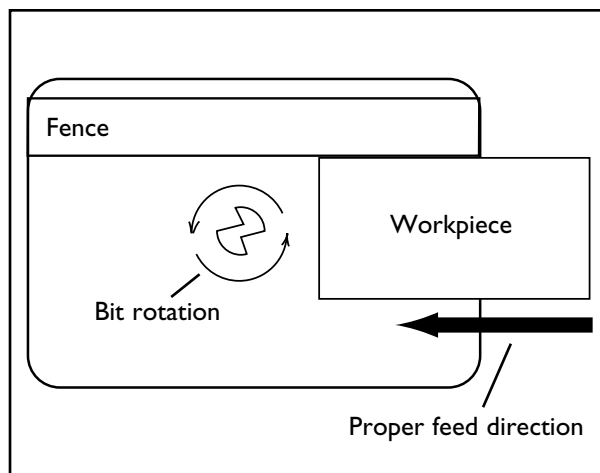 Fence
Workpiece
Bit rotation
Proper feed direction